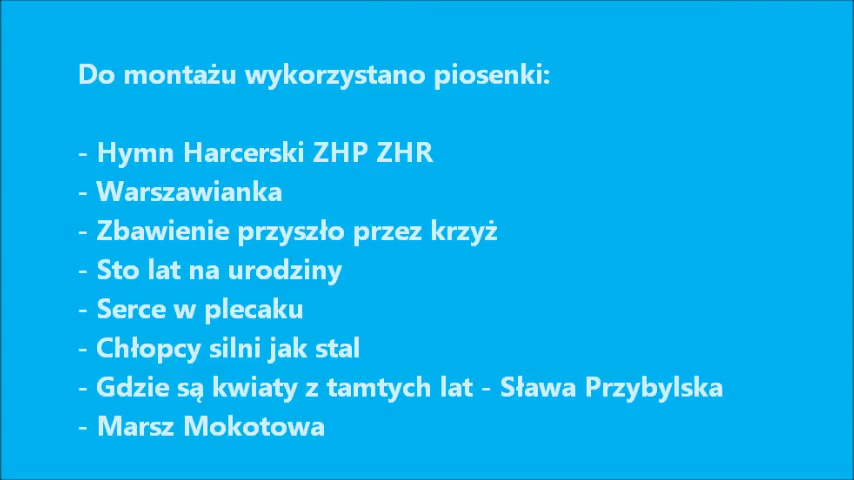 Do montażu wykorzystano piosenki:
- Hymn Harcerski ZHP ZHR
- Warszawianka
- Zbawienie przyszło przez krzyż
- Sto lat na urodziny
- Serce w plecaku
- Chłopcy silni jak stal
- Gdzie są kwiaty z tamtych lat - Sława Przybylska
- Marsz Mokotowa